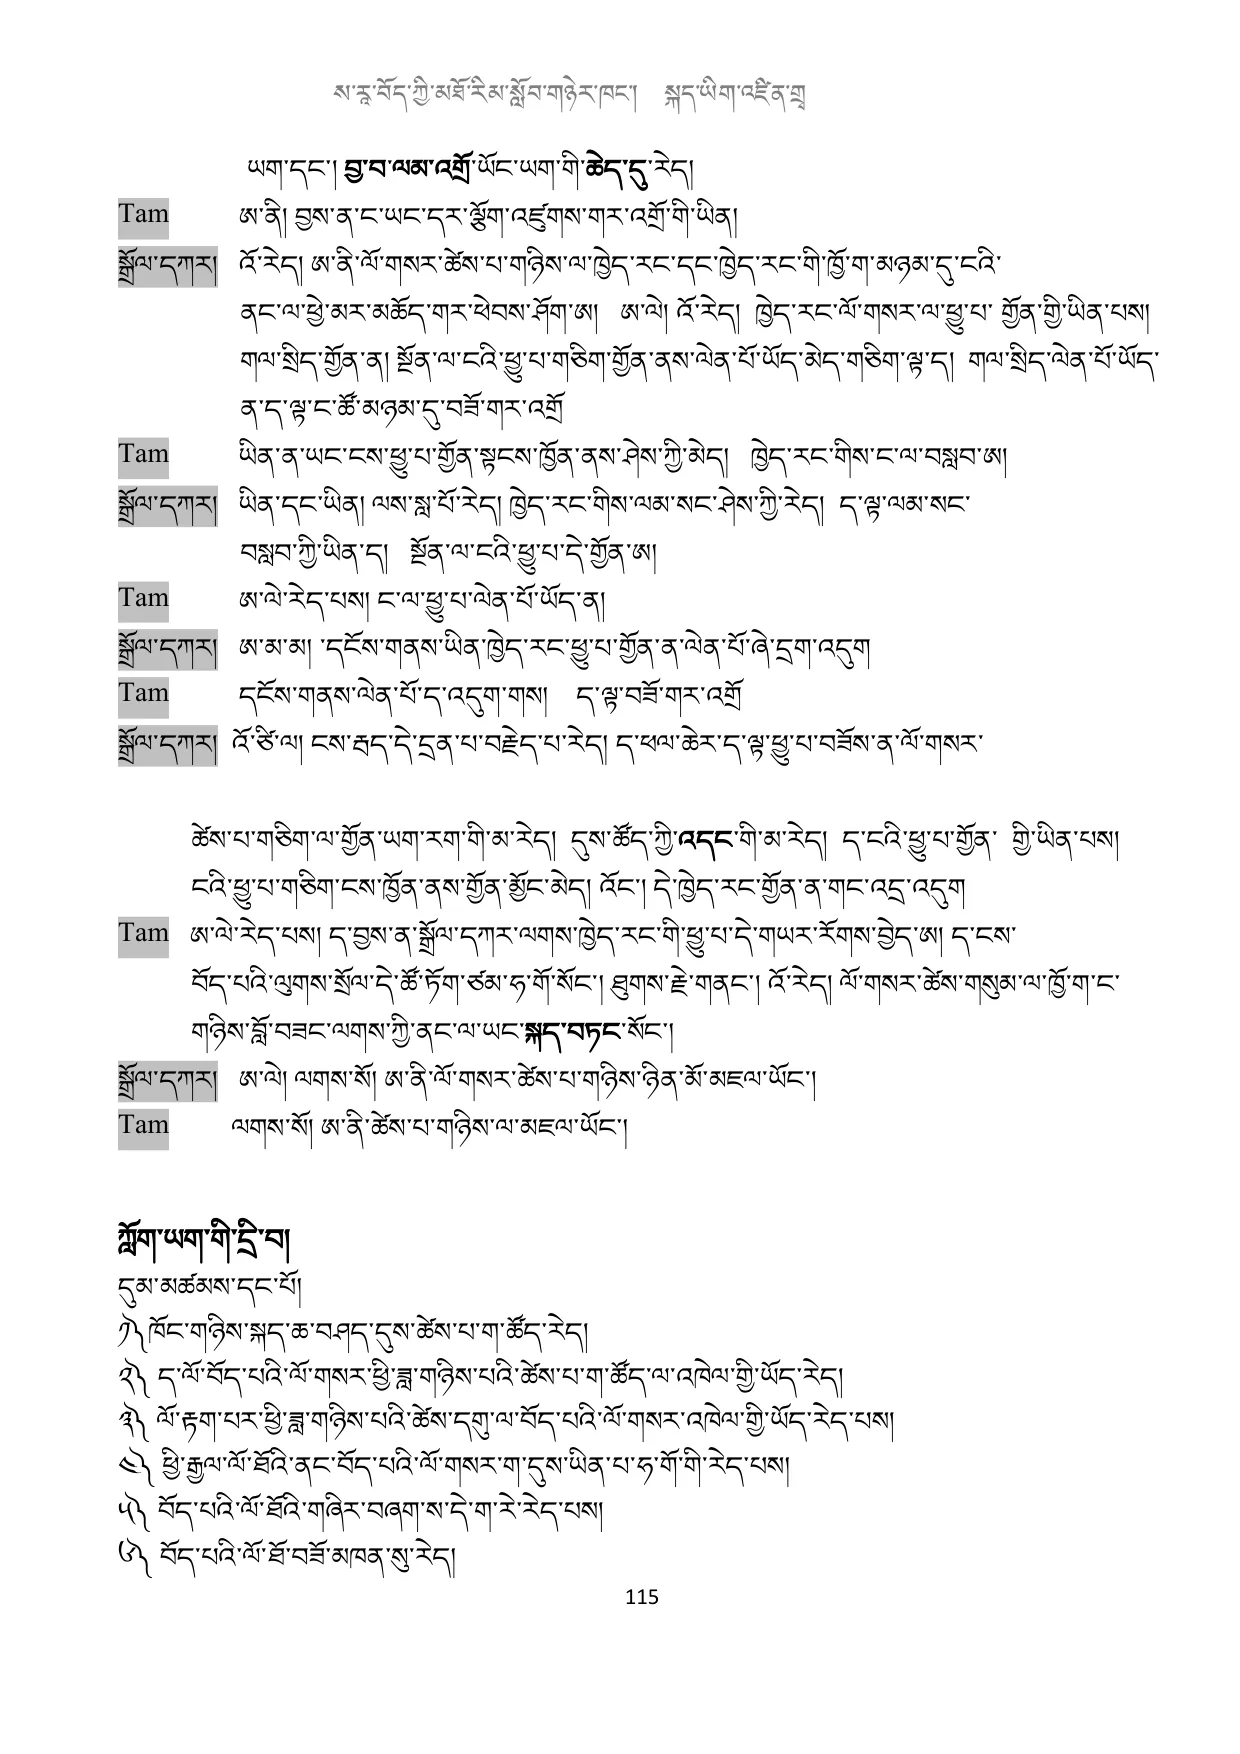 ས་རཱ་བོད་ཀྱི་མཐོ་རིམ་སློབ་གཉེར་ཁང་། སྐད་ཡིག་འཛིན་གྲྭ
ཡག་དང་། བྱ་བ་ལམ་འགྲོ་ཡོང་ཡག་གི་ཆེད་དུ་རེད།
Tam ཨ་ནི། བྱས་ན་ང་ཡང་དར་ལྕོག་འཛུགས་གར་འགྲོ་གི་ཡིན།
སྒྲོལ་དཀར། འོ་རེད། ཨ་ནི་ལོ་གསར་ཚེས་པ་གཉིས་ལ་ཁྱེད་རང་དང་ཁྱེད་རང་གི་ཁྱོ་ག་མཉམ་དུ་ངའི་
ནང་ལ་ཕྱེ་མར་མཆོད་གར་ཕེབས་ཤོག་ཨ། ཨ་ལེ། འོ་རེད། ཁྱེད་རང་ལོ་གསར་ལ་ཕྱུ་པ་ གྱོན་གྱི་ཡིན་པས།
གལ་སྲིད་གྱོན་ན། སྔོན་ལ་ངའི་ཕྱུ་པ་གཅིག་གྱོན་ནས་ལེན་པོ་ཡོད་མེད་གཅིག་ལྟ་ད། གལ་སྲིད་ལེན་པོ་ཡོད་
ན་ད་ལྟ་ང་ཚོ་མཉམ་དུ་བཟོ་གར་འགྲོ
Tam ཡིན་ན་ཡང་ངས་ཕྱུ་པ་གྱོན་སྟངས་ཁྱོན་ནས་ཤེས་ཀྱི་མེད། ཁྱེད་རང་གིས་ང་ལ་བསླབ་ཨ།
སྒྲོལ་དཀར། ཡིན་དང་ཡིན། ལས་སླ་པོ་རེད། ཁྱེད་རང་གིས་ལམ་སང་ཤེས་ཀྱི་རེད། ད་ལྟ་ལམ་སང་
བསླབ་ཀྱི་ཡིན་ད། སྔོན་ལ་ངའི་ཕྱུ་པ་དེ་གྱོན་ཨ།
Tam ཨ་ལེ་རེད་པས། ང་ལ་ཕྱུ་པ་ལེན་པོ་ཡོད་ན།
སྒྲོལ་དཀར། ཨ་མ་མ། ་དངོས་གནས་ཡིན་ཁྱེད་རང་ཕྱུ་པ་གྱོན་ན་ལེན་པོ་ཞེ་དྲག་འདུག
Tam དངོས་གནས་ལེན་པོ་ད་འདུག་གས། ད་ལྟ་བཟོ་གར་འགྲོ
སྒྲོལ་དཀར། འོ་ཙི་ལ། ངས་རྦད་དེ་དྲན་པ་བརྗེད་པ་རེད། ད་ཕལ་ཆེར་ད་ལྟ་ཕྱུ་པ་བཟོས་ན་ལོ་གསར་
ཚེས་པ་གཅིག་ལ་གྱོན་ཡག་རག་གི་མ་རེད། དུས་ཚོད་ཀྱི་འདང་གི་མ་རེད། ད་ངའི་ཕྱུ་པ་གྱོན་ གྱི་ཡིན་པས།
ངའི་ཕྱུ་པ་གཅིག་ངས་ཁྱོན་ནས་གྱོན་མྱོང་མེད། འོང་། དེ་ཁྱེད་རང་གྱོན་ན་གང་འདྲ་འདུག
Tam ཨ་ལེ་རེད་པས། ད་བྱས་ན་སྒྲོལ་དཀར་ལགས་ཁྱེད་རང་གི་ཕྱུ་པ་དེ་གཡར་རོགས་བྱེད་ཨ། ད་ངས་
བོད་པའི་ལུགས་སྲོལ་དེ་ཚོ་ཏོག་ཙམ་ཧ་གོ་སོང་། ཐུགས་རྗེ་གནང་། འོ་རེད། ལོ་གསར་ཚེས་གསུམ་ལ་ཁྱོ་ག་ང་
གཉིས་བློ་བཟང་ལགས་ཀྱི་ནང་ལ་ཡང་སྐད་བཏང་སོང་།
སྒྲོལ་དཀར། ཨ་ལེ། ལགས་སོ། ཨ་ནི་ལོ་གསར་ཚེས་པ་གཉིས་ཉིན་མོ་མཇལ་ཡོང་།
Tam ལགས་སོ། ཨ་ནི་ཚེས་པ་གཉིས་ལ་མཇལ་ཡོང་།
ཀློག་ཡག་གི་དྲི་བ།
དུམ་མཚམས་དང་པོ།
༡༽ཁོང་གཉིས་སྐད་ཆ་བཤད་དུས་ཚེས་པ་ག་ཚོད་རེད།
༢༽ ད་ལོ་བོད་པའི་ལོ་གསར་ཕྱི་ཟླ་གཉིས་པའི་ཚེས་པ་ག་ཚོད་ལ་འཁེལ་གྱི་ཡོད་རེད།
༣༽ ལོ་རྟག་པར་ཕྱི་ཟླ་གཉིས་པའི་ཚེས་དགུ་ལ་བོད་པའི་ལོ་གསར་འཁེལ་གྱི་ཡོད་རེད་པས།
༤༽ ཕྱི་རྒྱལ་ལོ་ཐོའི་ནང་བོད་པའི་ལོ་གསར་ག་དུས་ཡིན་པ་ཧ་གོ་གི་རེད་པས།
༥༽ བོད་པའི་ལོ་ཐོའི་གཞིར་བཞག་ས་དེ་ག་རེ་རེད་པས།
༦༽ བོད་པའི་ལོ་ཐོ་བཟོ་མཁན་སུ་རེད།
115